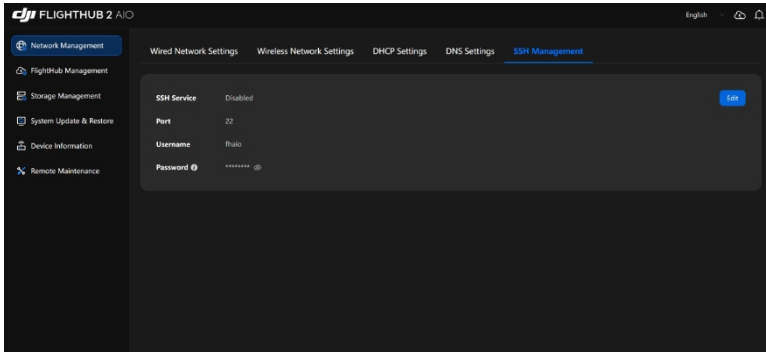 dji FLIGHTHUB 2 AIO
English
Network Management
FlightHub Management
Storage Management
System Update & Restore
Device Information
Remote Maintenance
Wired Network Settings Wireless Network Settings DHCP Settings DNS Settings SSH Management
SSH Service Disabled
Edit
Port 22
Username fhaio
Password ********